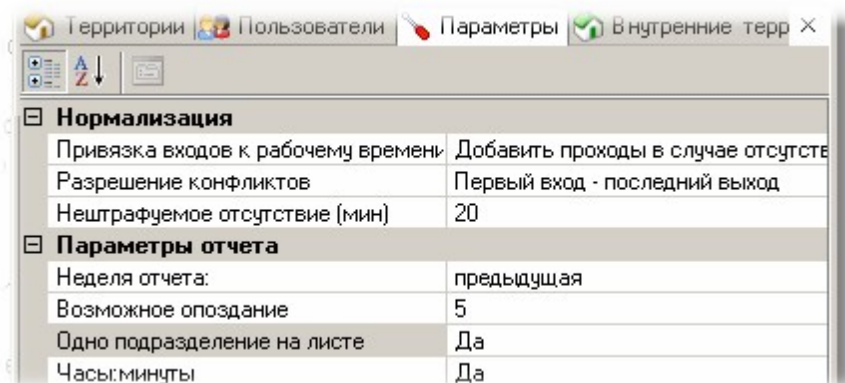 Территории Пользователи Параметры Внутренние терр
Нормализация
Привязка входов к рабочему времени Добавить проходы в случае отсутств
Разрешение конфликтов Первый вход - последний выход
Нештрафуемое отсутствие (мин) 20
Параметры отчета
Неделя отчета: предыдущая
Возможное опоздание 5
Одно подразделение на листе Да
Часы:минуты Да